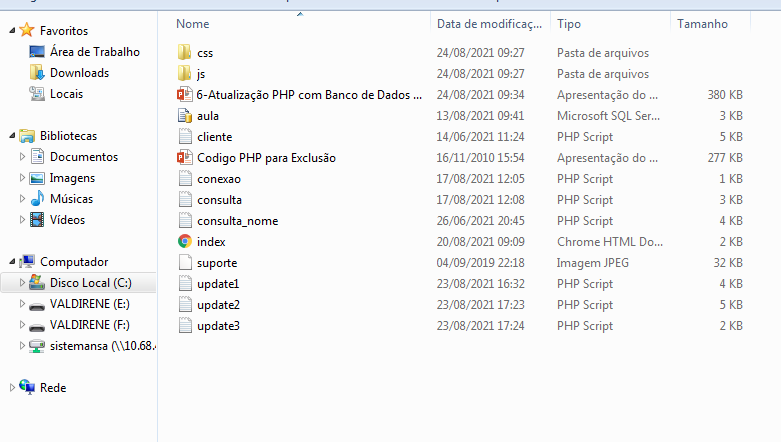 Nome Data de modificaç... Tipo Tamanho
Favoritos
Área de Trabalho
Downloads
Locais
Bibliotecas
Documentos
Imagens
Músicas
Vídeos
Computador
Disco Local (C:)
VALDIRENE (E:)
VALDIRENE (F:)
sistemansa (\\10.68.4
Rede
css 24/08/2021 09:27 Pasta de arquivos
js 24/08/2021 09:27 Pasta de arquivos
6-Atualização PHP com Banco de Dados ... 24/08/2021 09:34 Apresentação do ... 380 KB
aula 13/08/2021 09:41 Microsoft SQL Ser... 3 KB
cliente 14/06/2021 11:24 PHP Script 5 KB
Codigo PHP para Exclusão 16/11/2010 15:54 Apresentação do ... 277 KB
conexao 17/08/2021 12:05 PHP Script 1 KB
consulta 17/08/2021 12:08 PHP Script 3 KB
consulta_nome 26/06/2021 20:45 PHP Script 4 KB
index 20/08/2021 09:09 Chrome HTML Do... 2 KB
suporte 04/09/2019 22:18 Imagem JPEG 32 KB
update1 23/08/2021 16:32 PHP Script 4 KB
update2 23/08/2021 17:23 PHP Script 5 KB
update3 23/08/2021 17:24 PHP Script 2 KB